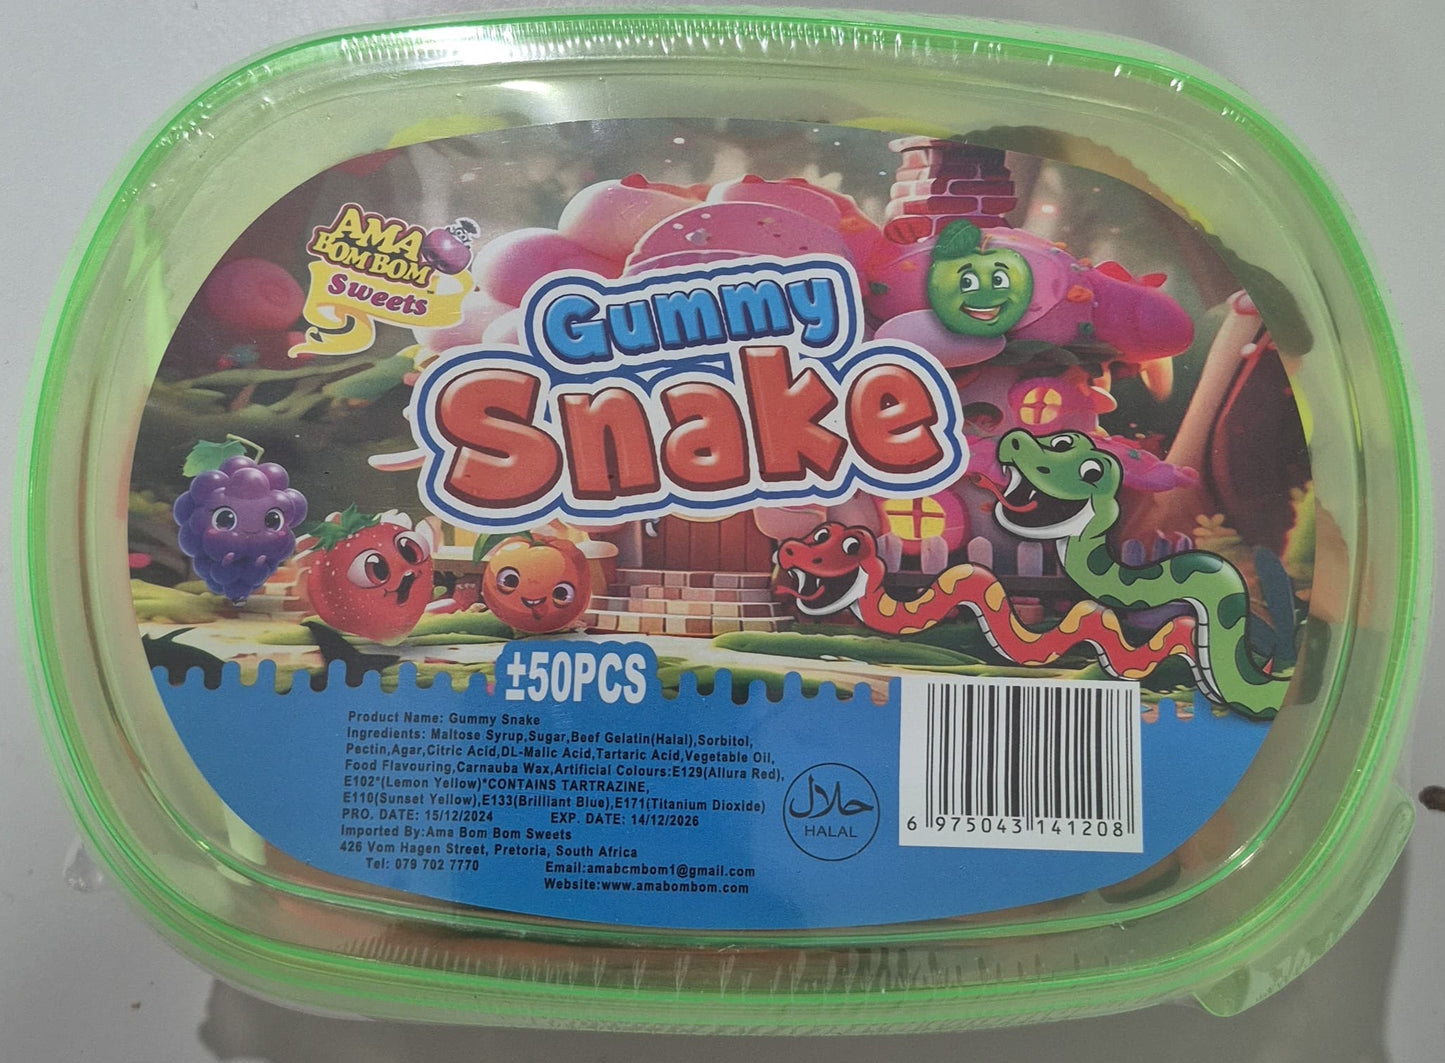 AMA
BOM BOM
Sweets
Gummy
Snake
±50PCS
Product Name: Gummy Snake
Ingredients: Maltose Syrup,Sugar,Beef Gelatin(Halal),Sorbitol,
Pectin,Agar,Citric Acid,DL-Malic Acid,Tartaric Acid,Vegetable Oil,
Food Flavouring,Carnauba Wax,Artificial Colours:E129(Allura Red),
E102*(Lemon Yellow)*CONTAINS TARTRAZINE,
E110(Sunset Yellow),E133(Brilliant Blue),E171(Titanium Dioxide)
PRO. DATE: 15/12/2024 EXP. DATE: 14/12/2026
Imported By:Ama Bom Bom Sweets
426 Vom Hagen Street, Pretoria, South Africa
Tel: 079 702 7770 Email:amabcmbom1@gmail.com
Website:www.amabombom.com
حلال
HALAL
6 975043 141208